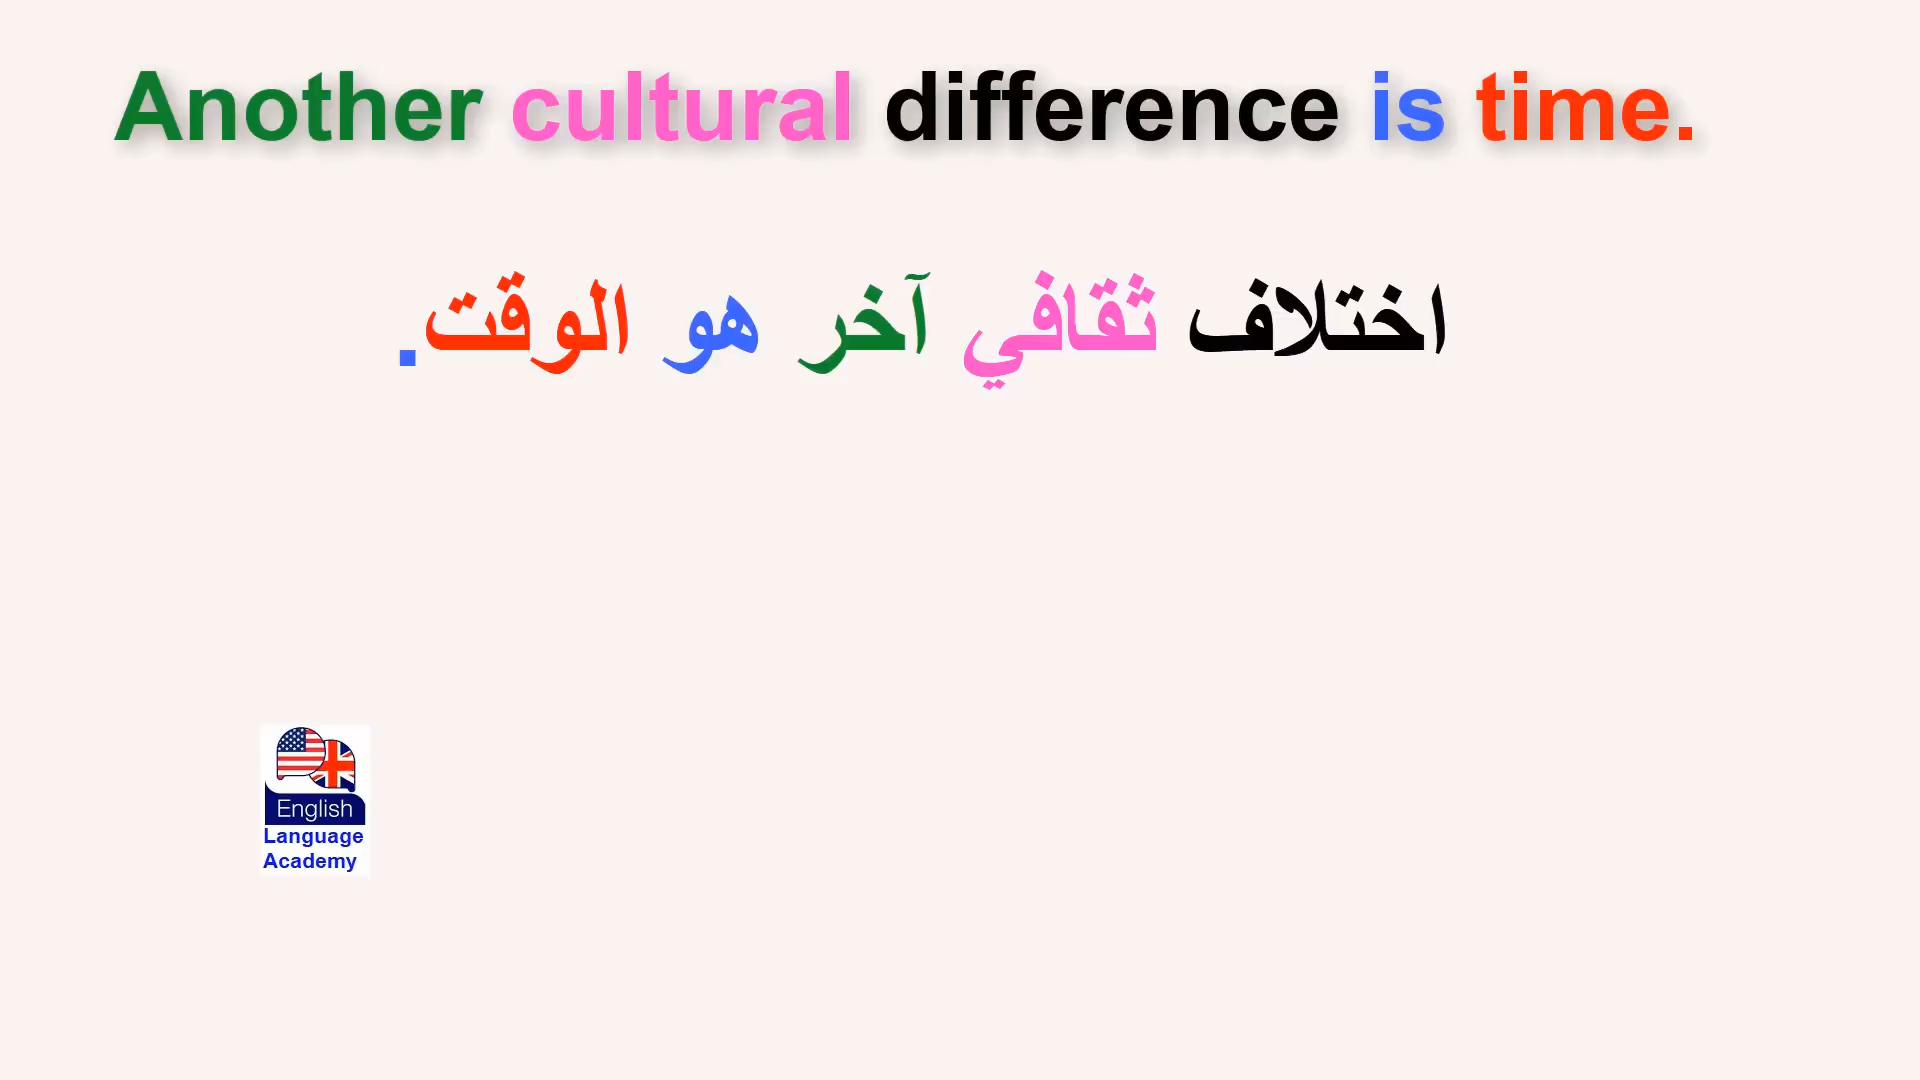 Another cultural difference is time.
اختلاف ثقافي آخر هو الوقت.
English
Language
Academy